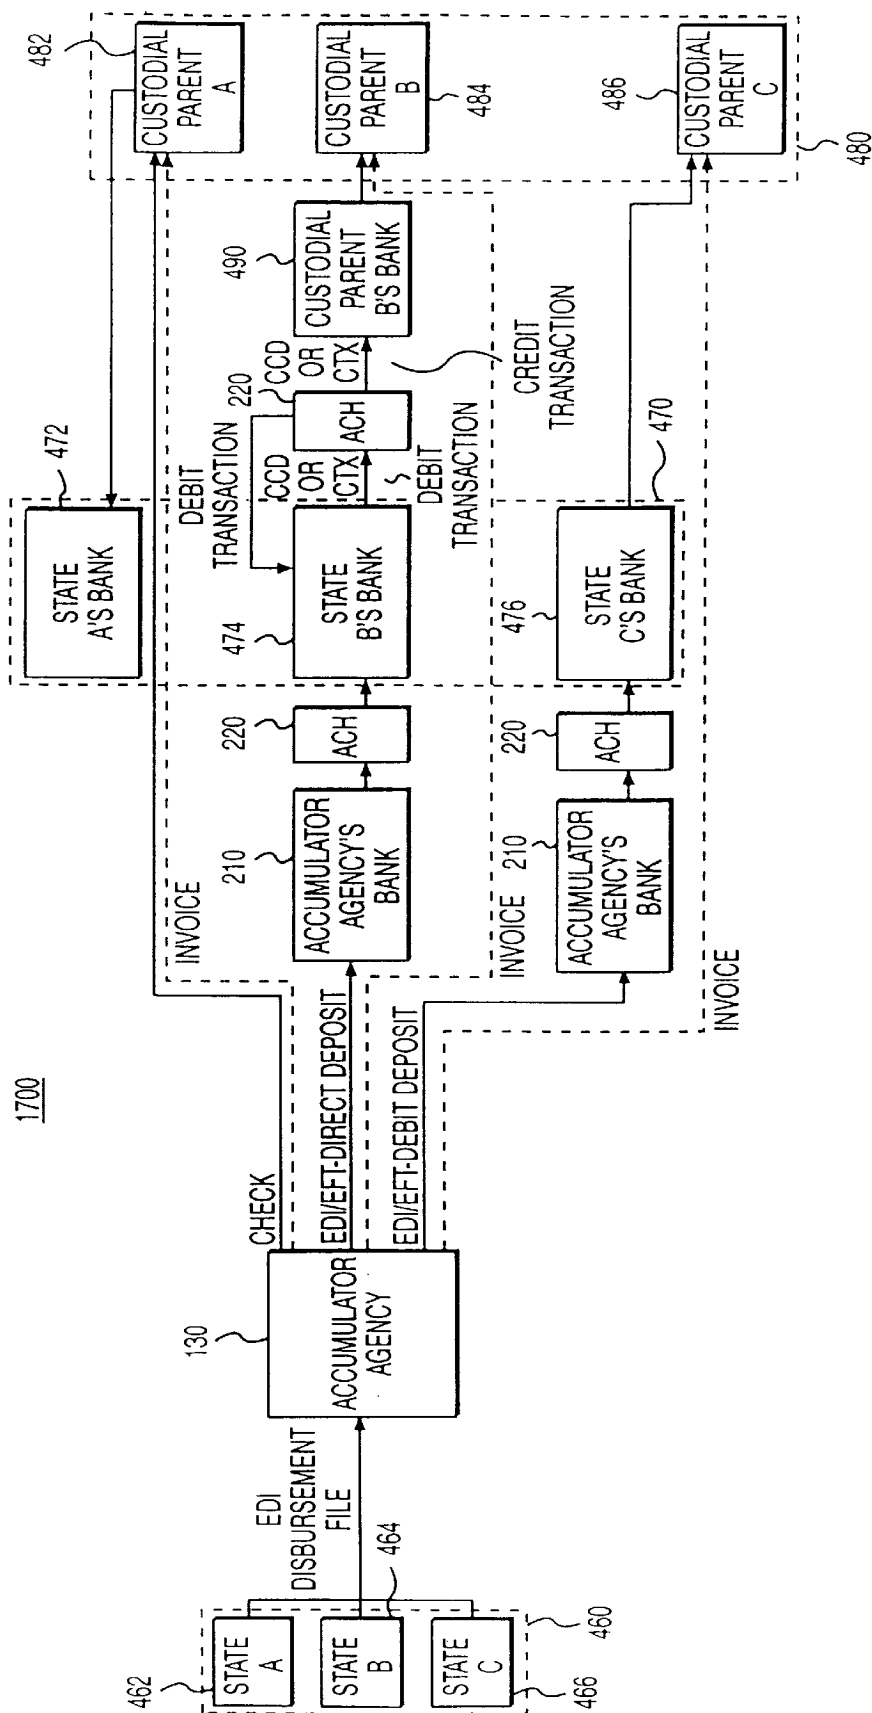 1700
462
STATE
A
STATE
B
464
STATE
C
466
460
EDI
DISBURSEMENT
FILE
130
ACCUMULATOR
AGENCY
CHECK
EDI/EFT-DIRECT DEPOSIT
EDI/EFT-DEBIT DEPOSIT
INVOICE
INVOICE
INVOICE
210
ACCUMULATOR
AGENCY'S
BANK
220
ACH
210
ACCUMULATOR
AGENCY'S
BANK
220
ACH
STATE
A'S BANK
472
474
STATE
B'S BANK
476
STATE
C'S BANK
470
DEBIT
TRANSACTION
CCD
OR
CTX
DEBIT
TRANSACTION
220
ACH
CCD
OR
CTX
CREDIT
TRANSACTION
490
CUSTODIAL
PARENT
B'S BANK
482
CUSTODIAL
PARENT
A
CUSTODIAL
PARENT
B
484
486
CUSTODIAL
PARENT
C
480